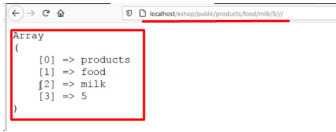 localhost/eshop/public/products/food/milk/5///
Array
(
[0] => products
[1] => food
[2] => milk
[3] => 5
)